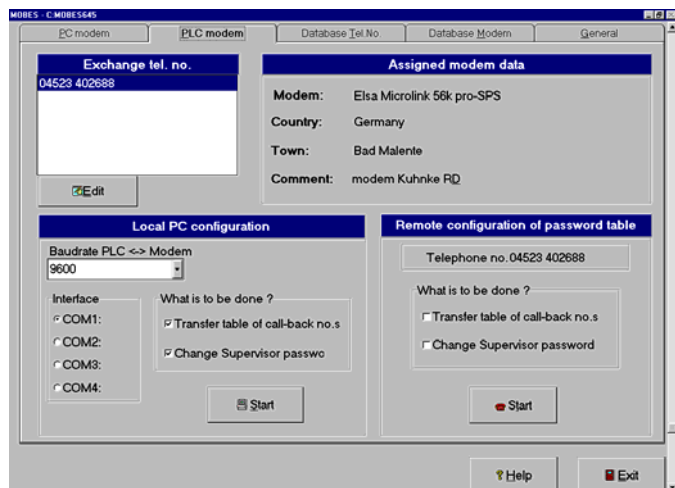 MOBES - C:MOBES645
PC modem
PLC modem
Database Tel.No
Database Modem
General
Exchange tel. no.
04523 402688
Edit
Assigned modem data
Modem: Elsa Microlink 56k pro-SPS
Country: Germany
Town: Bad Malente
Comment: modem Kuhnke RD
Local PC configuration
Baudrate PLC <-> Modem
9600
Interface
COM1:
COM2:
COM3:
COM4:
What is to be done ?
Transfer table of call-back no.s
Change Supervisor passwc
Start
Remote configuration of password table
Telephone no. 04523 402688
What is to be done ?
Transfer table of call-back no.s
Change Supervisor password
Start
Help
Exit